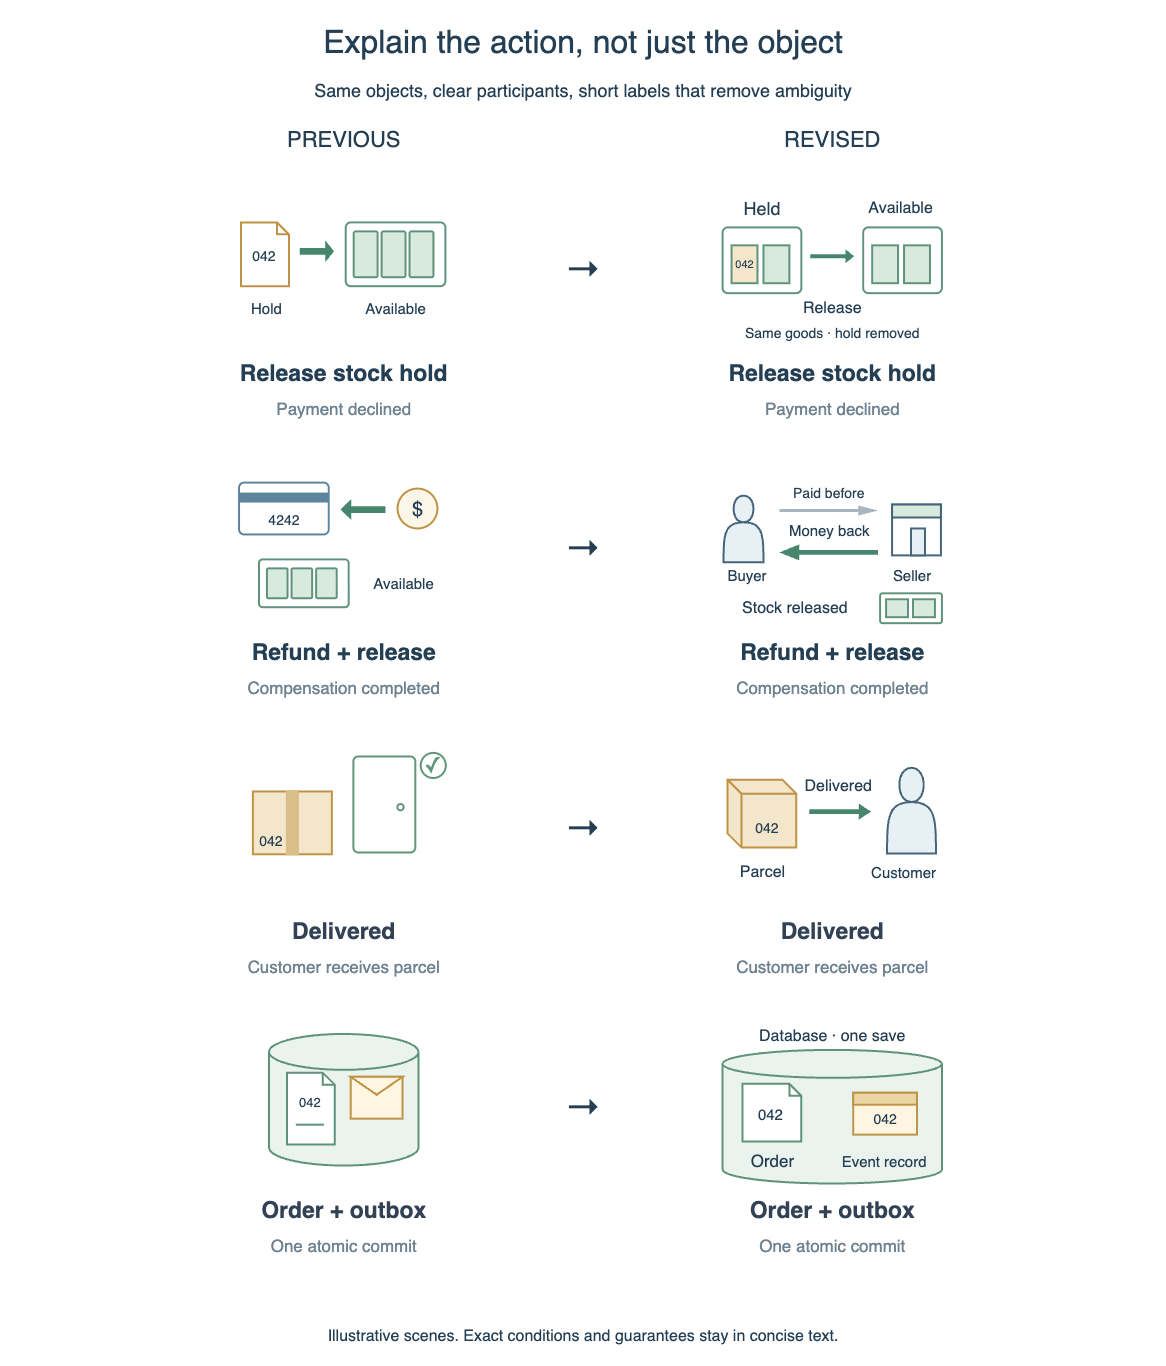 Explain the action, not just the object
Same objects, clear participants, short labels that remove ambiguity
PREVIOUS
REVISED
042
Hold
Available
Held
Available
042
Release
Same goods · hold removed
Release stock hold
Payment declined
Release stock hold
Payment declined
4242
$
Available
Paid before
Money back
Buyer
Seller
Stock released
Refund + release
Compensation completed
Refund + release
Compensation completed
042
Delivered
042
Parcel
Customer
Delivered
Customer receives parcel
Delivered
Customer receives parcel
042
Database · one save
042
042
Order
Event record
Order + outbox
One atomic commit
Order + outbox
One atomic commit
Illustrative scenes. Exact conditions and guarantees stay in concise text.